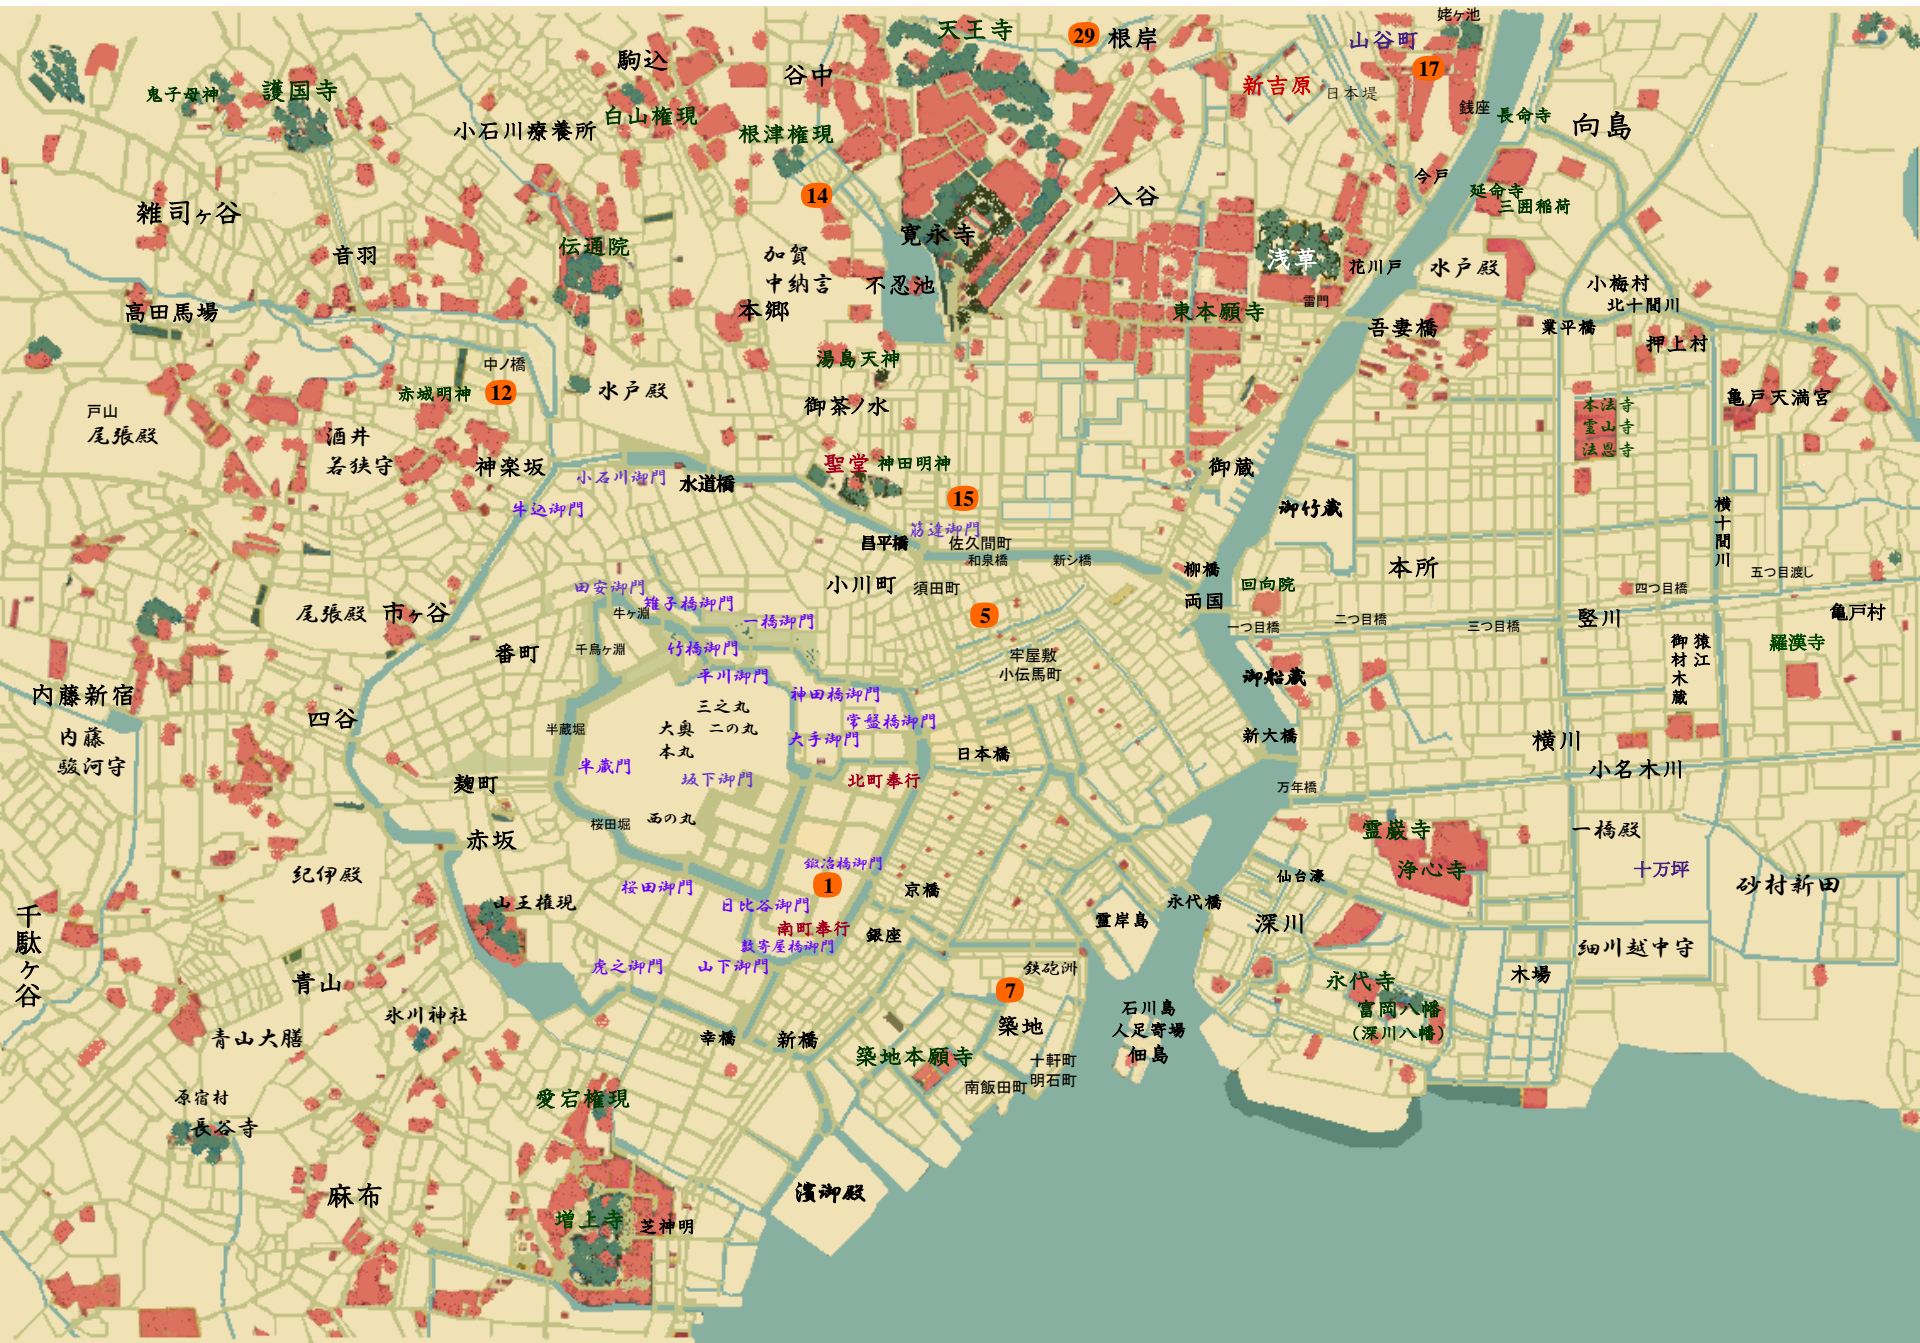 姥ヶ池
天王寺
29
根岸
山谷町
駒込
谷中
17
新吉原
日本堤
鬼子母神
護国寺
銭座
長命寺
白山権現
小石川療養所
根津権現
向島
今戸
14
入谷
延命寺
三囲稲荷
雑司ヶ谷
寛永寺
伝通院
音羽
加賀
中納言
浅草
花川戸
水戸殿
不忍池
小梅村
北十間川
雷門
高田馬場
本郷
東本願寺
吾妻橋
業平橋
押上村
湯島天神
中ノ橋
赤城明神
12
水戸殿
御茶ノ水
亀戸天満宮
本法寺
霊山寺
法恩寺
戸山
尾張殿
酒井
若狭守
神楽坂
小石川御門
水道橋
聖堂
神田明神
御蔵
15
牛込御門
御竹蔵
横十間川
筋違御門
昌平橋
佐久間町
和泉橋
新シ橋
柳橋
本所
五つ目渡し
田安御門
小川町
須田町
回向院
四つ目橋
雉子橋御門
両国
尾張殿
市ヶ谷
牛ヶ淵
一橋御門
5
一つ目橋
二つ目橋
三つ目橋
竪川
亀戸村
番町
千鳥ヶ淵
竹橋御門
牢屋敷
小伝馬町
猿江
御材木蔵
羅漢寺
平川御門
御船蔵
内藤新宿
神田橋御門
四谷
三之丸
常盤橋御門
半蔵堀
大奥
二の丸
大手御門
本丸
日本橋
新大橋
横川
内藤
駿河守
半蔵門
坂下御門
北町奉行
小名木川
麹町
万年橋
桜田堀
西の丸
霊巌寺
一橋殿
赤坂
鍛冶橋御門
浄心寺
十万坪
紀伊殿
桜田御門
1
京橋
仙台濠
砂村新田
山王権現
日比谷御門
永代橋
霊岸島
深川
千駄ヶ谷
南町奉行
銀座
数寄屋橋御門
細川越中守
虎之御門
山下御門
鉄砲洲
木場
青山
7
永代寺
石川島
人足寄場
佃島
富岡八幡
(深川八幡)
氷川神社
築地
青山大膳
幸橋
新橋
築地本願寺
十軒町
明石町
南飯田町
原宿村
長谷寺
愛宕権現
麻布
濱御殿
増上寺
芝神明